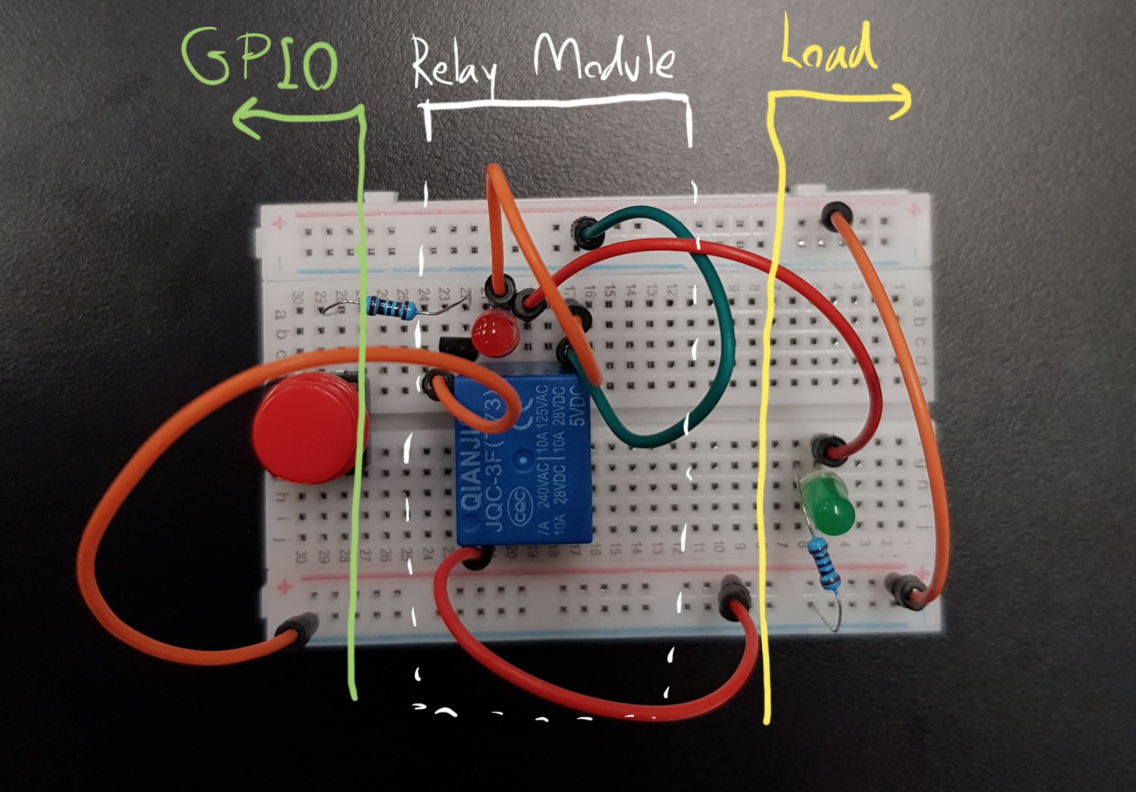 GPIO
Relay Module
Load
QIANJI
JQC-3F(T73)
CQC
7A 240VAC 10A 125VAC
10A 28VDC 10A 28VDC
5VDC